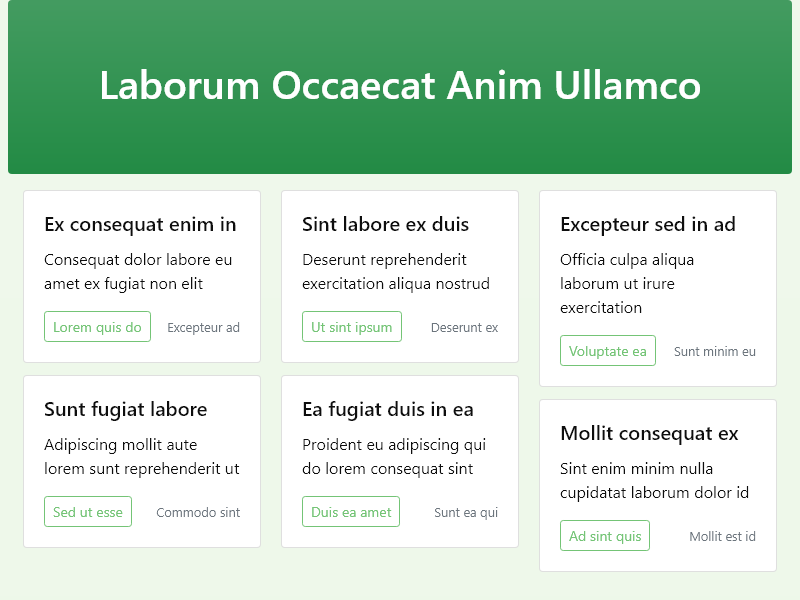 Laborum Occaecat Anim Ullamco
Ex consequat enim in
Consequat dolor labore eu
amet ex fugiat non elit
Lorem quis do
Excepteur ad
Sunt fugiat labore
Adipiscing mollit aute
lorem sunt reprehenderit ut
Sed ut esse
Commodo sint
Sint labore ex duis
Deserunt reprehenderit
exercitation aliqua nostrud
Ut sint ipsum
Deserunt ex
Ea fugiat duis in ea
Proident eu adipiscing qui
do lorem consequat sint
Duis ea amet
Sunt ea qui
Excepteur sed in ad
Officia culpa aliqua
laborum ut irure
exercitation
Voluptate ea
Sunt minim eu
Mollit consequat ex
Sint enim minim nulla
cupidatat laborum dolor id
Ad sint quis
Mollit est id